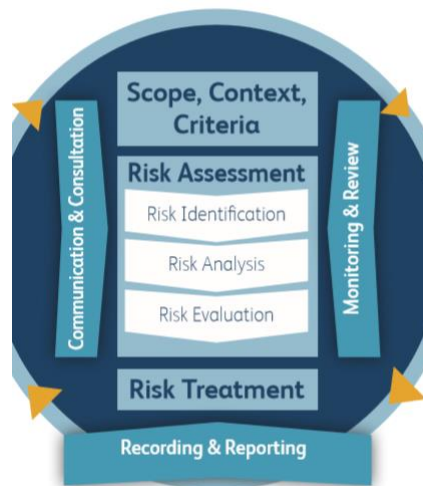 Scope, Context,
Criteria
Communication & Consultation
Risk Assessment
Risk Identification
Risk Analysis
Risk Evaluation
Monitoring & Review
Risk Treatment
Recording & Reporting